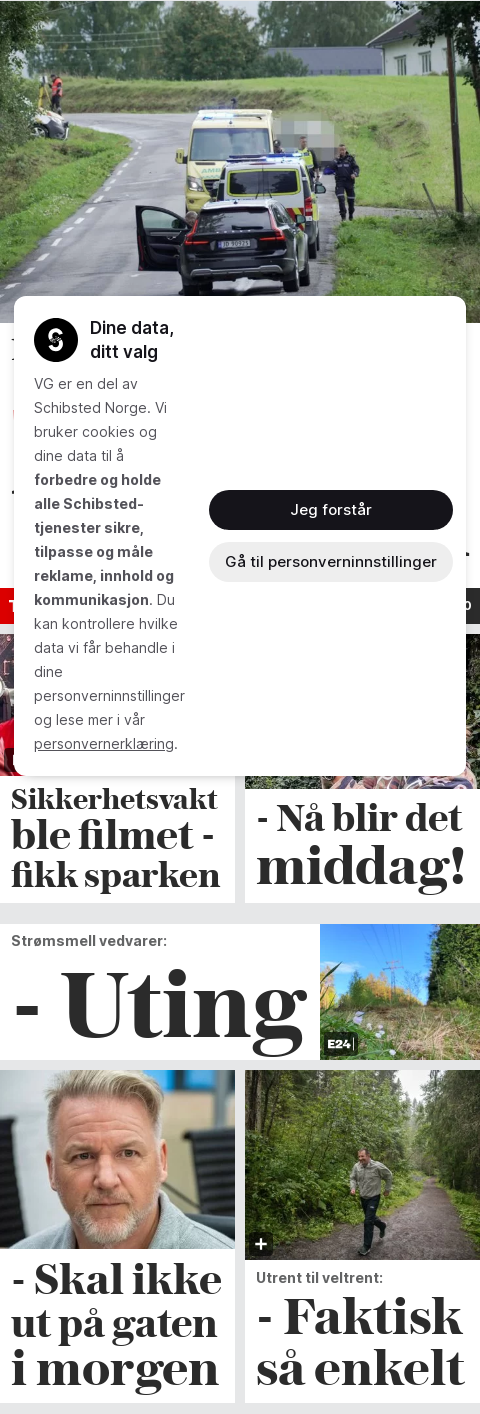 Dine data,
ditt valg
VG er en del av
Schibsted Norge. Vi
bruker cookies og
dine data til å
forbedre og holde
alle Schibsted-
tjenester sikre,
tilpasse og måle
reklame, innhold og
kommunikasjon. Du
kan kontrollere hvilke
data vi får behandle i
dine
personverninnstillinger
og lese mer i vår
personvernerklæring.
Jeg forstår
Gå til personverninnstillinger
Sikkerhetsvakt
ble filmet -
fikk sparken
- Nå blir det
middag!
Strømsmell vedvarer:
- Uting
E24
- Skal ikke
ut på gaten
i morgen
+
Utrent til veltrent:
- Faktisk
så enkelt